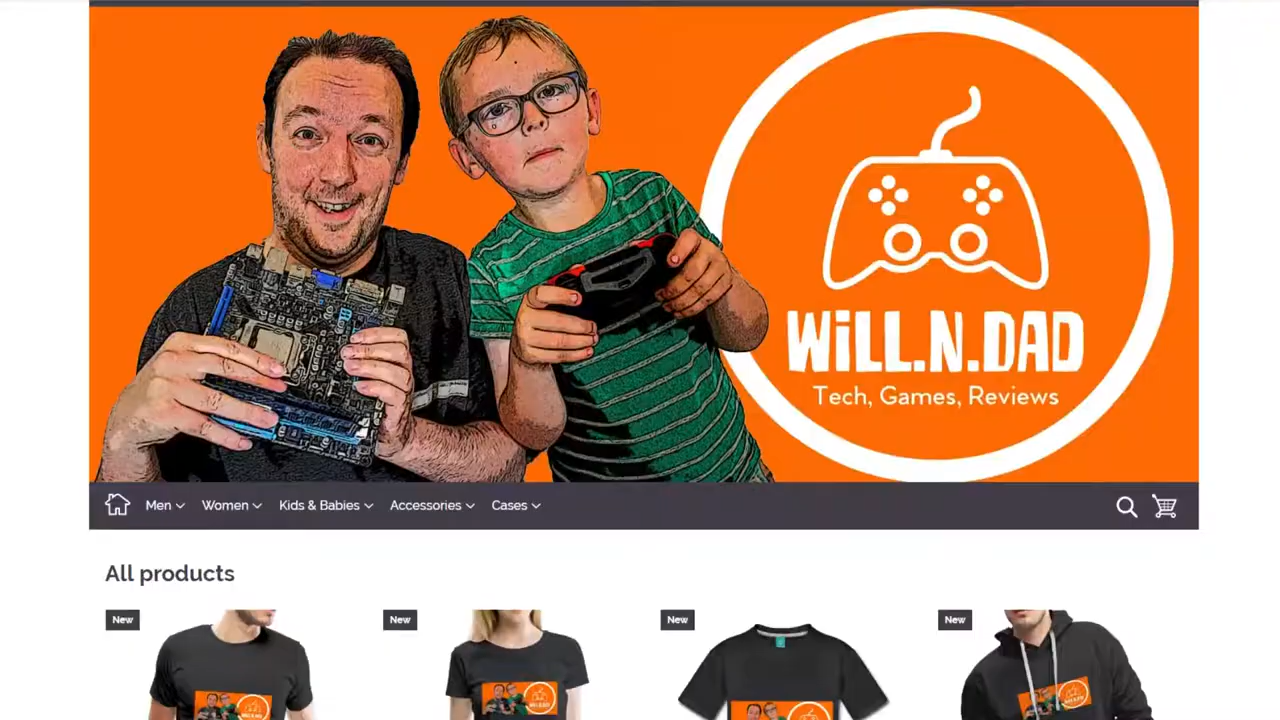 WiLL.N.DAD
Tech, Games, Reviews
Men Women Kids & Babies Accessories Cases
All products
New New New New